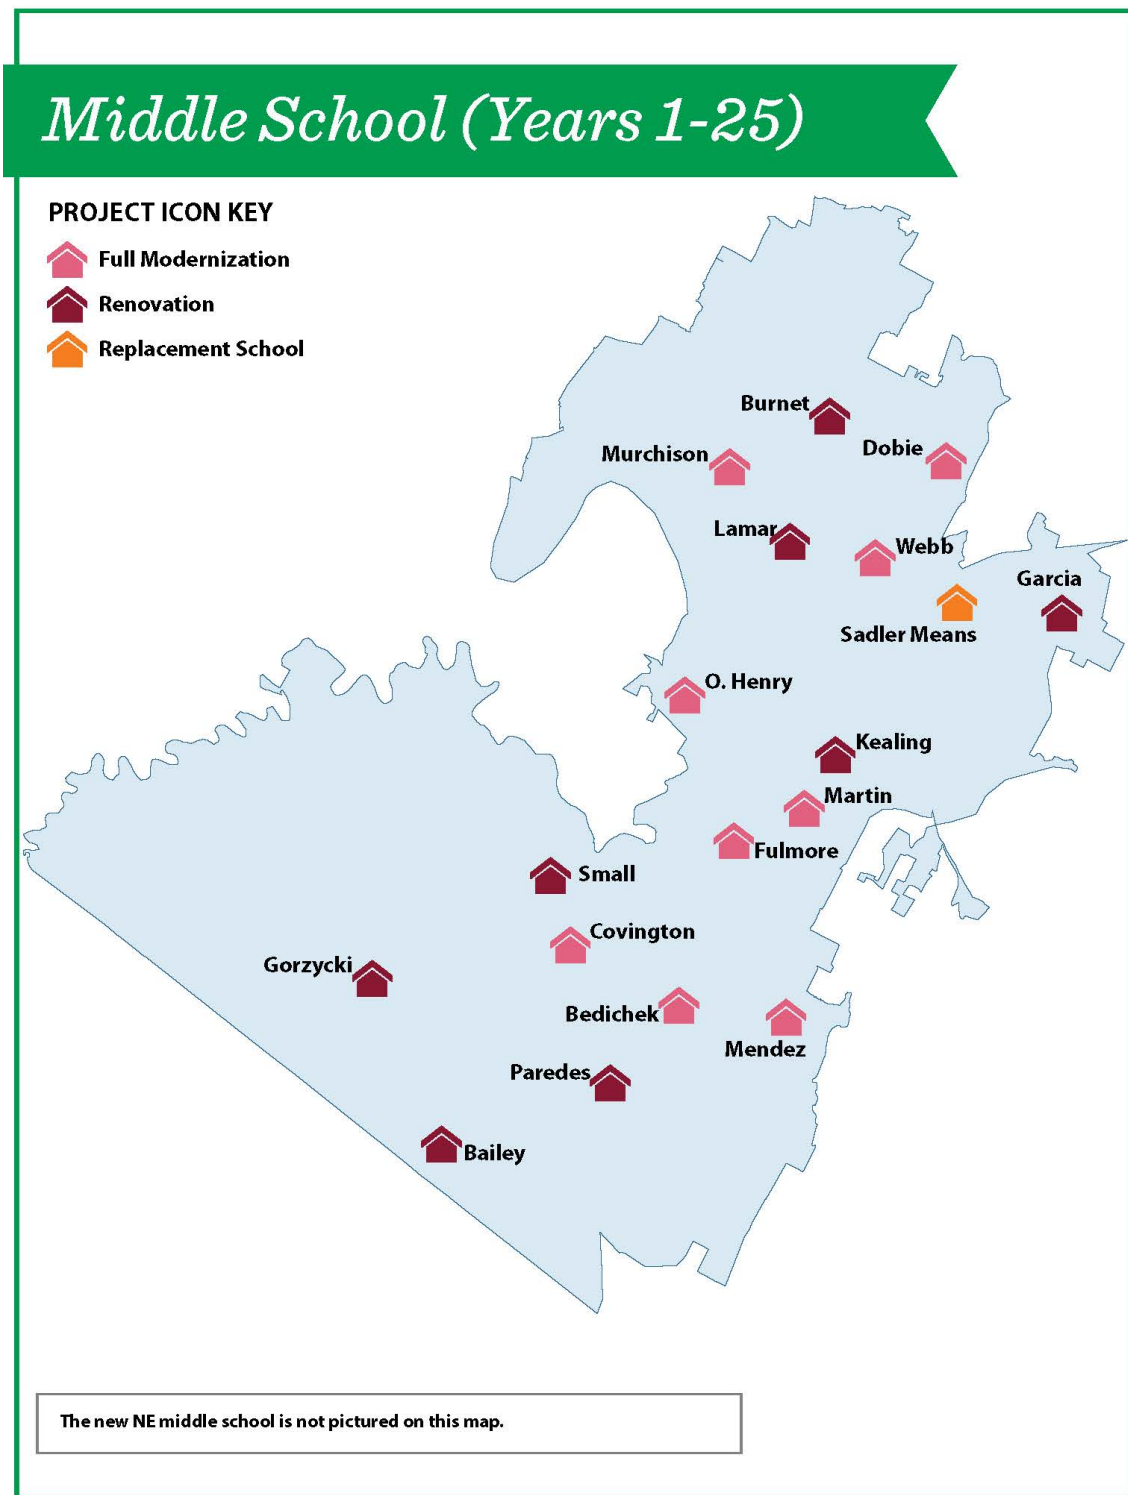 Middle School (Years 1-25)
PROJECT ICON KEY
Full Modernization
Renovation
Replacement School
Burnet
Dobie
Murchison
Lamar
Webb
Garcia
Sadler Means
O. Henry
Kealing
Martin
Fulmore
Small
Covington
Gorzycki
Bedichek
Mendez
Paredes
Bailey
The new NE middle school is not pictured on this map.